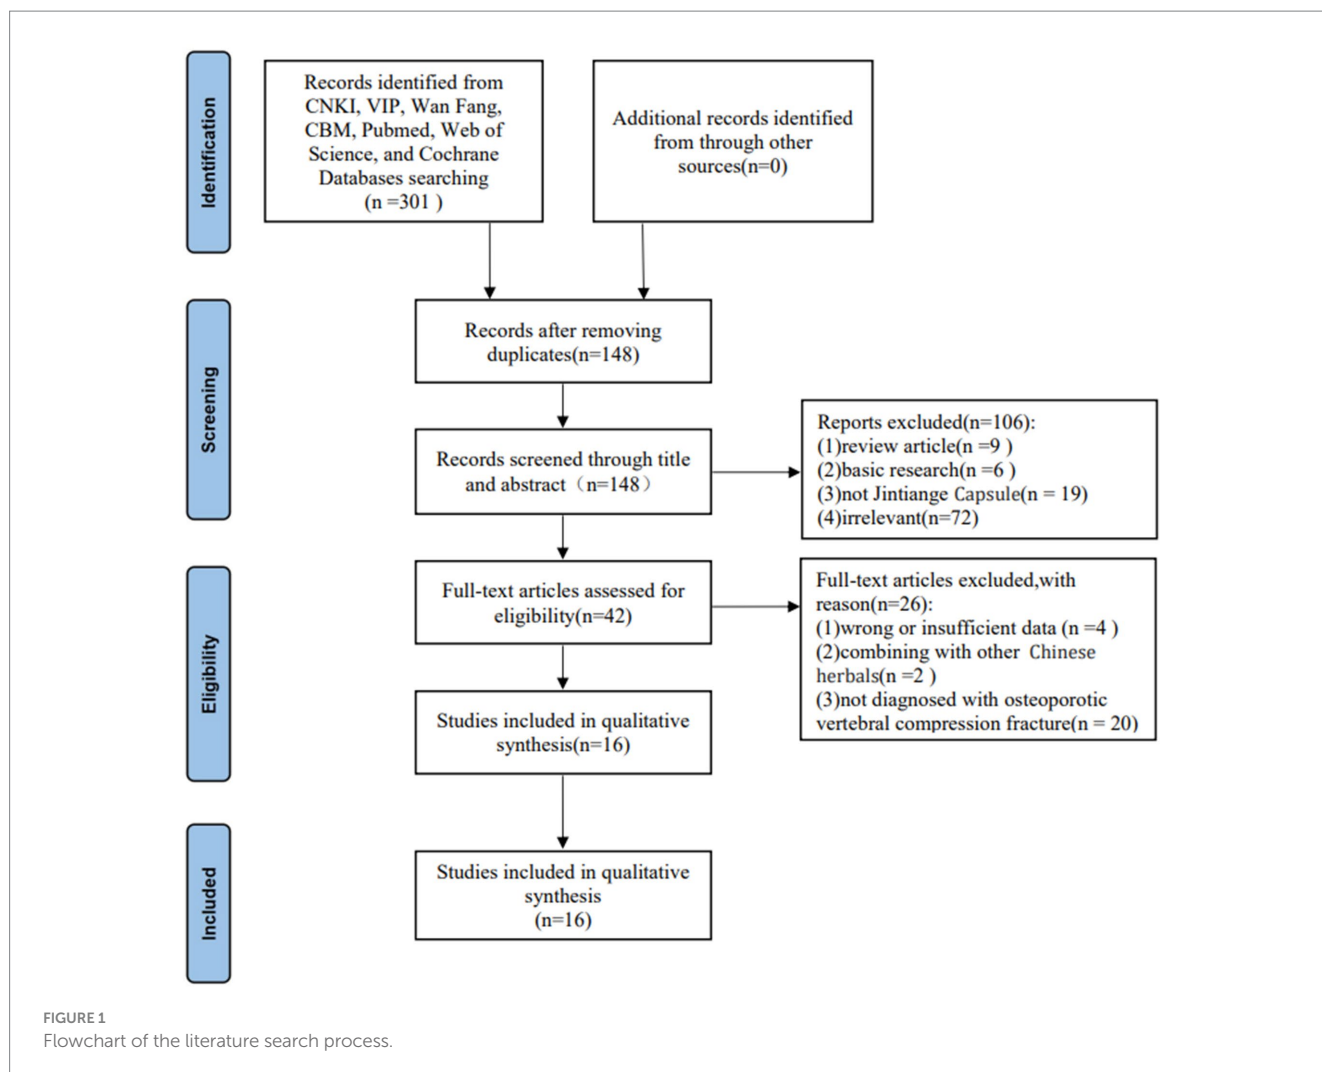 Identification
Records identified from
CNKI, VIP, Wan Fang,
CBM, Pubmed, Web of
Science, and Cochrane
Databases searching
(n =301 )
Additional records identified
from through other
sources(n=0)
Screening
Records after removing
duplicates(n=148)
Records screened through title
and abstract（n=148）
Reports excluded(n=106):
(1)review article(n =9 )
(2)basic research(n =6 )
(3)not Jintiange Capsule(n = 19)
(4)irrelevant(n=72)
Eligibility
Full-text articles assessed for
eligibility(n=42)
Full-text articles excluded,with
reason(n=26):
(1)wrong or insufficient data (n =4 )
(2)combining with other Chinese
herbals(n =2 )
(3)not diagnosed with osteoporotic
vertebral compression fracture(n = 20)
Studies included in qualitative
synthesis(n=16)
Included
Studies included in qualitative
synthesis
(n=16)
FIGURE 1
Flowchart of the literature search process.